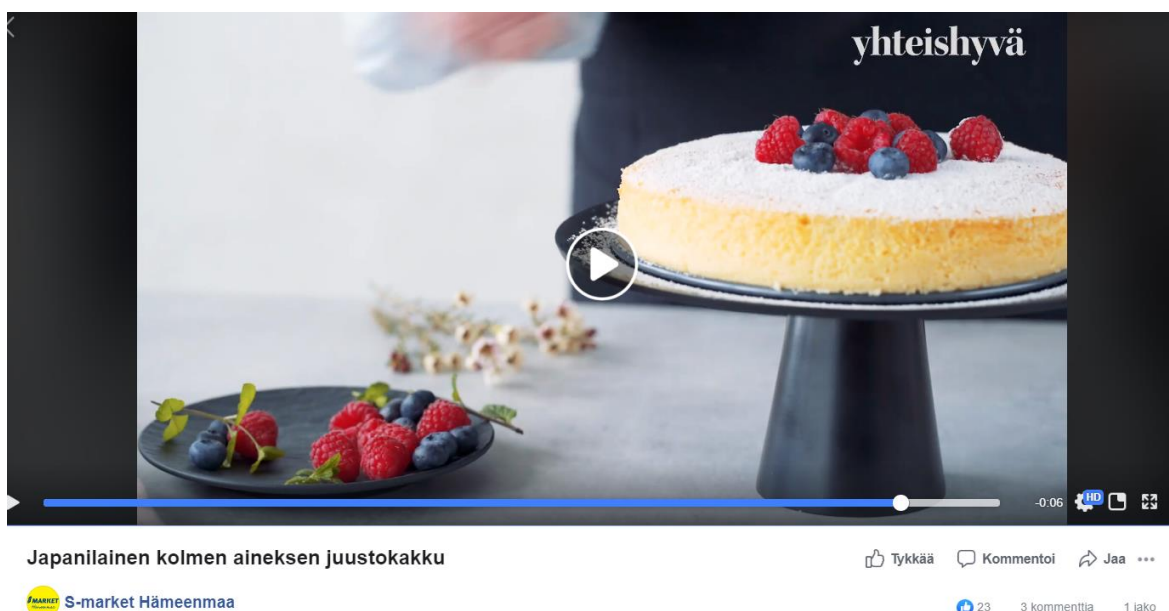 yhteishyvä
-0:06
HD
Japanilainen kolmen aineksen juustokakku
Tykkää Kommentoi Jaa
S-market Hämeenmaa
23 3 kommenttia 1 jako